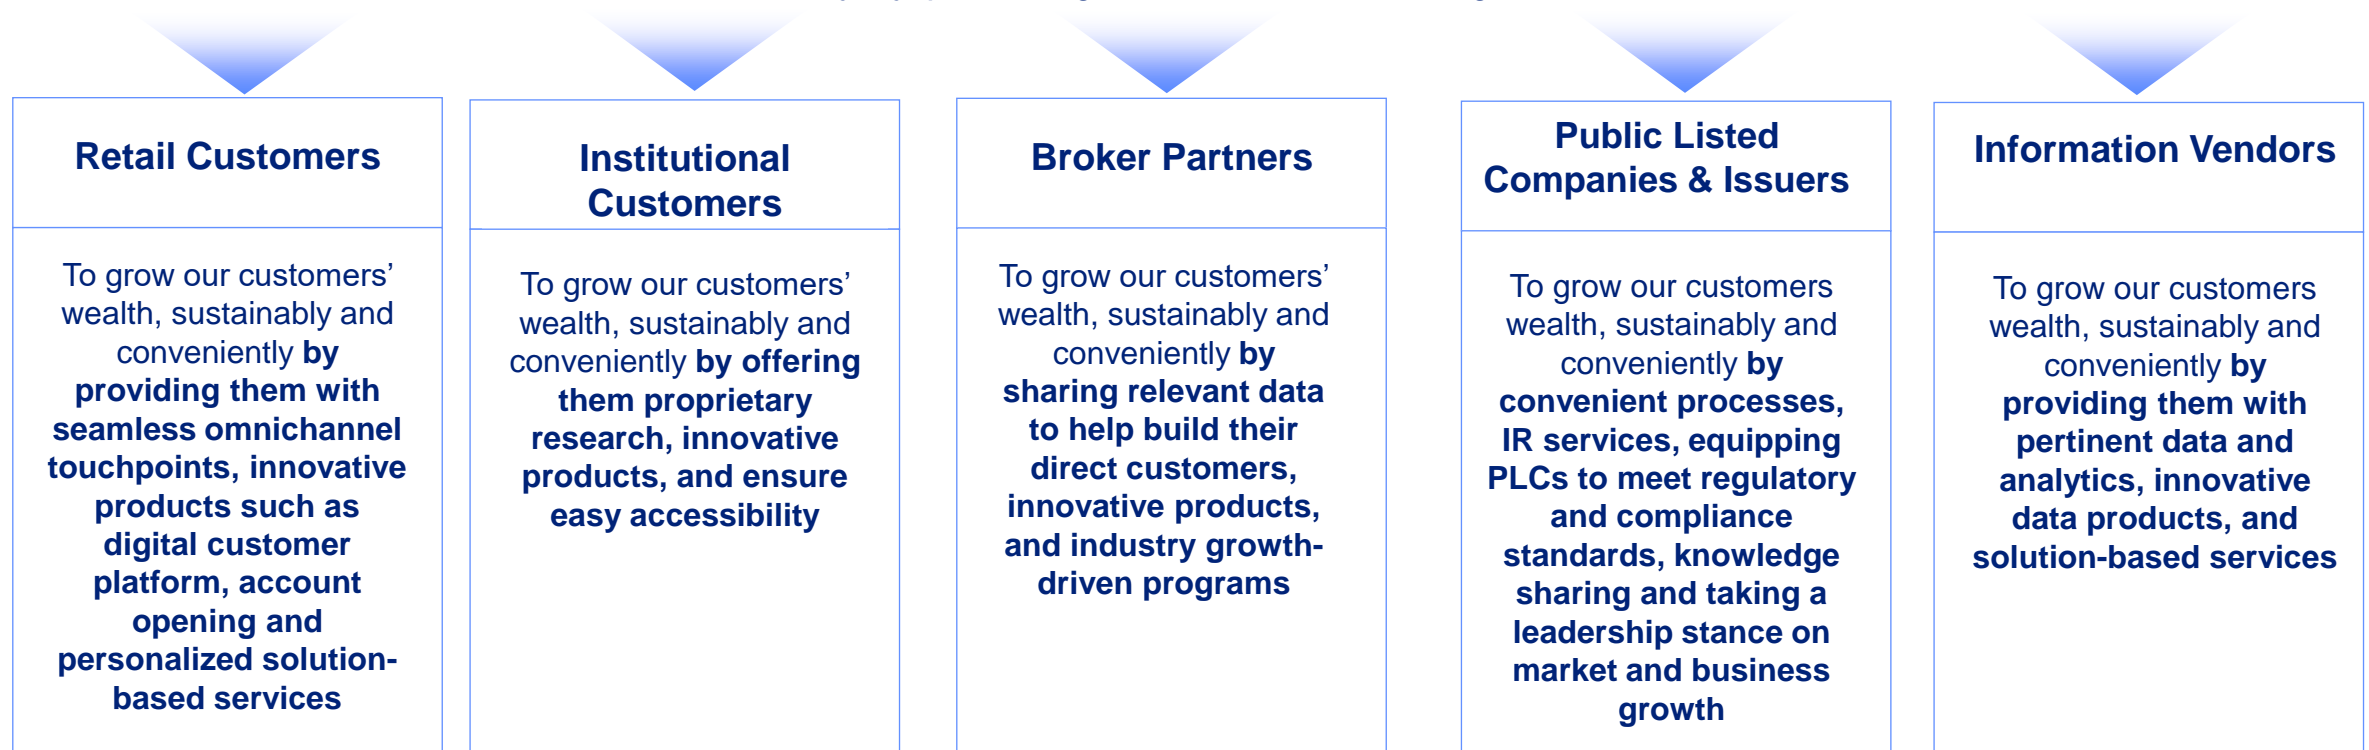 Retail Customers
To grow our customers’
wealth, sustainably and
conveniently by
providing them with
seamless omnichannel
touchpoints, innovative
products such as
digital customer
platform, account
opening and
personalized solution-
based services
Institutional
Customers
To grow our customers’
wealth, sustainably and
conveniently by offering
them proprietary
research, innovative
products, and ensure
easy accessibility
Broker Partners
To grow our customers’
wealth, sustainably and
conveniently by
sharing relevant data
to help build their
direct customers,
innovative products,
and industry growth-
driven programs
Public Listed
Companies & Issuers
To grow our customers
wealth, sustainably and
conveniently by
convenient processes,
IR services, equipping
PLCs to meet regulatory
and compliance
standards, knowledge
sharing and taking a
leadership stance on
market and business
growth
Information Vendors
To grow our customers
wealth, sustainably and
conveniently by
providing them with
pertinent data and
analytics, innovative
data products, and
solution-based services